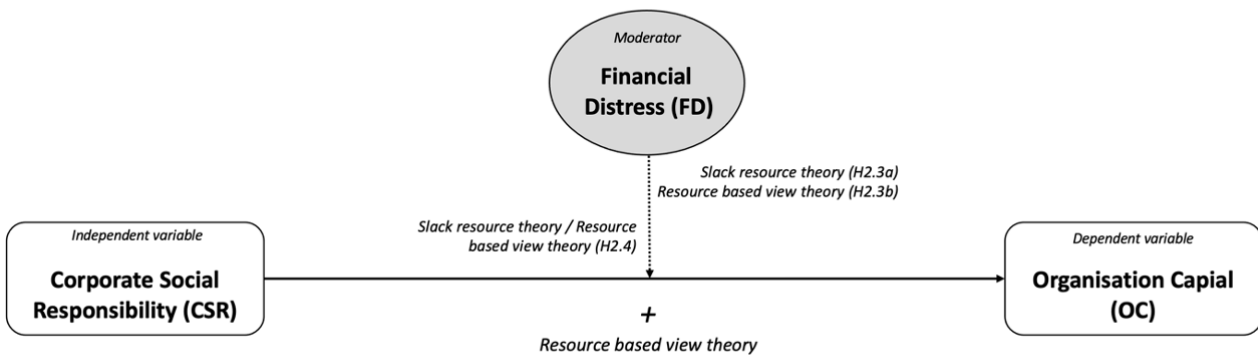 Moderator
Financial
Distress (FD)
Slack resource theory (H2.3a)
Resource based view theory (H2.3b)
Slack resource theory / Resource
based view theory (H2.4)
Independent variable
Corporate Social
Responsibility (CSR)
Dependent variable
Organisation Capial
(OC)
+
Resource based view theory